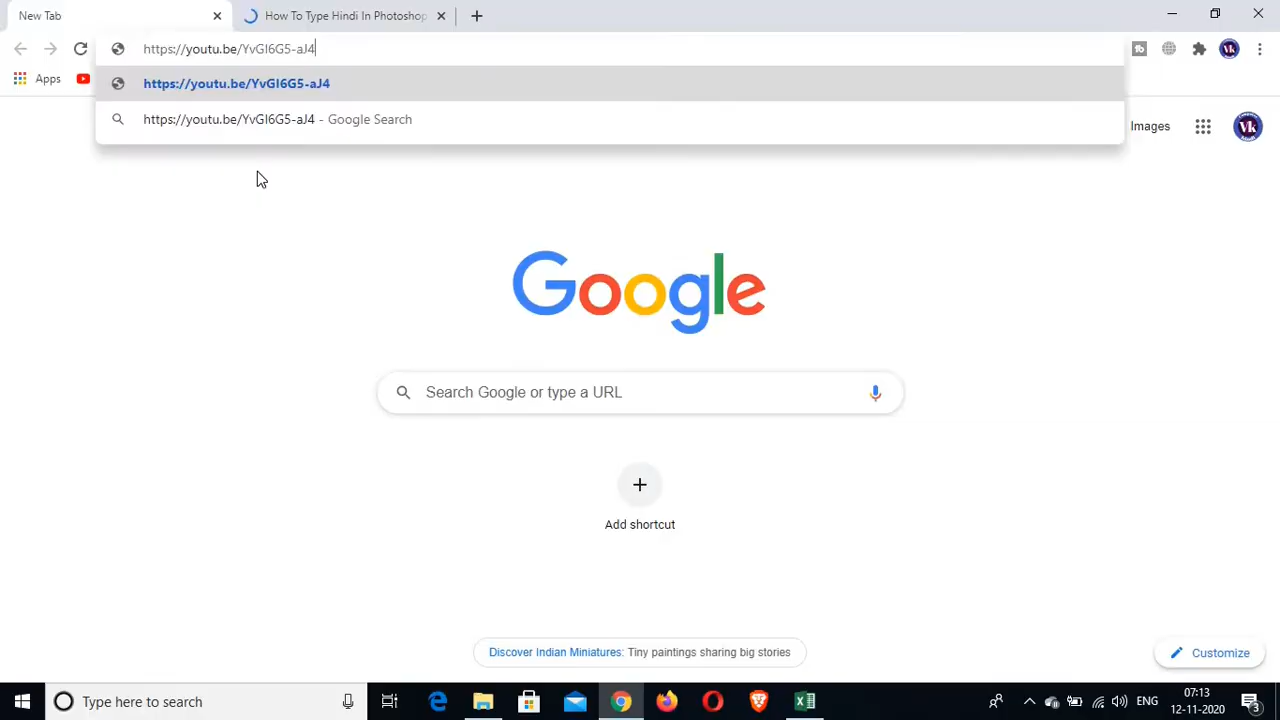 New Tab
How To Type Hindi In Photoshop
https://youtu.be/YvGI6G5-aJ4
Apps
https://youtu.be/YvGI6G5-aJ4
https://youtu.be/YvGI6G5-aJ4 - Google Search
Images
Vk
Google
Search Google or type a URL
Add shortcut
Discover Indian Miniatures: Tiny paintings sharing big stories
Customize
Type here to search
ENG
07:13
12-11-2020
3